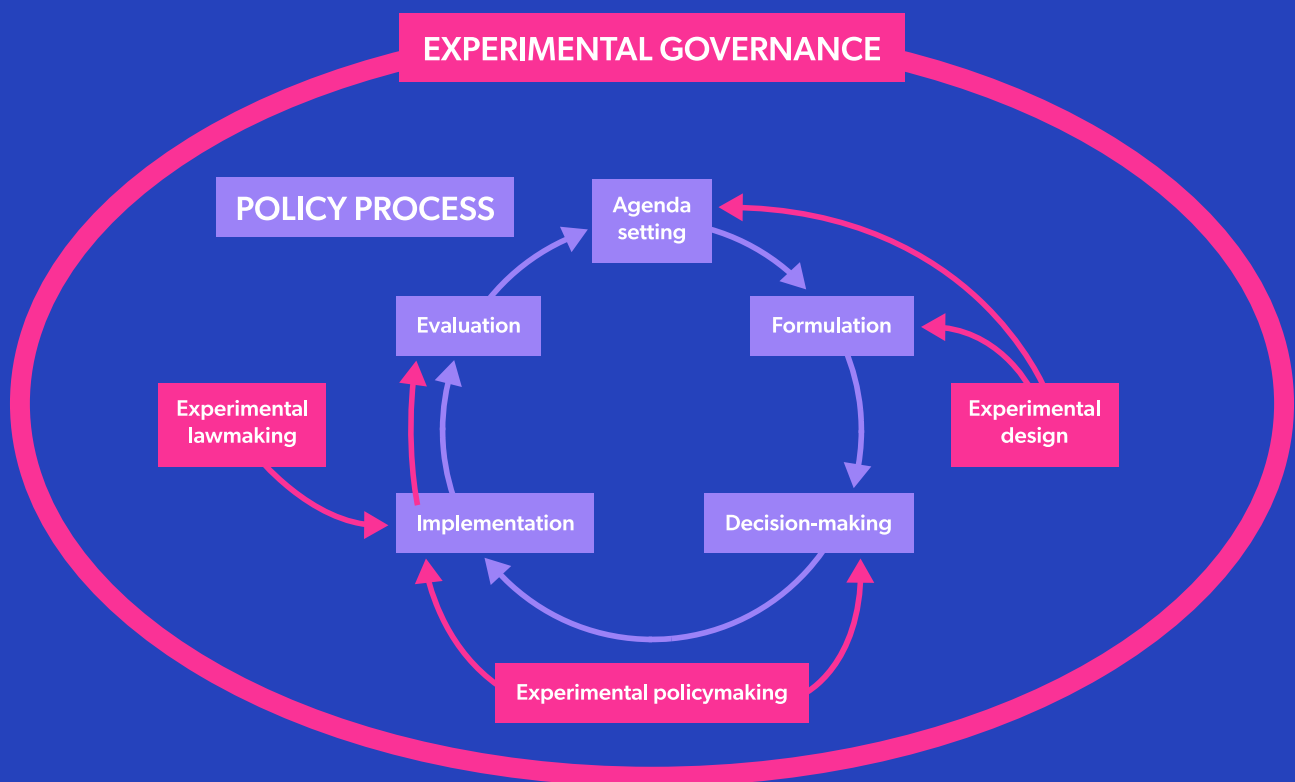 EXPERIMENTAL GOVERNANCE
POLICY PROCESS
Agenda
setting
Evaluation
Formulation
Experimental
lawmaking
Experimental
design
Implementation
Decision-making
Experimental policymaking